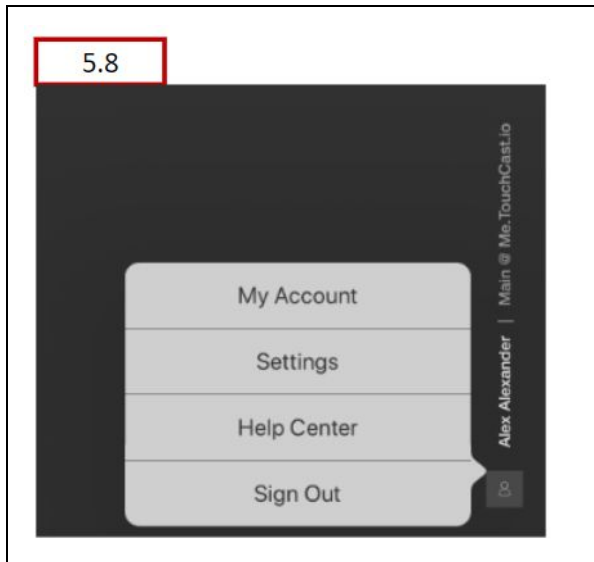 5.8
My Account
Settings
Help Center
Sign Out
Alex Alexander | Main @ Me.TouchCast.io